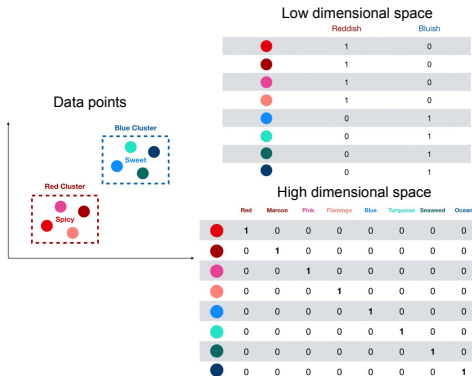 Low dimensional space
Reddish Bluish
1 0
1 0
1 0
1 0
0 1
0 1
0 1
0 1
Data points
Blue Cluster
Sweet
Red Cluster
Spicy
High dimensional space
Red Maroon Pink Flamingo Blue Turquoise Seaweed Ocean
1 0 0 0 0 0 0 0
0 1 0 0 0 0 0 0
0 0 1 0 0 0 0 0
0 0 0 1 0 0 0 0
0 0 0 0 1 0 0 0
0 0 0 0 0 1 0 0
0 0 0 0 0 0 1 0
0 0 0 0 0 0 0 1